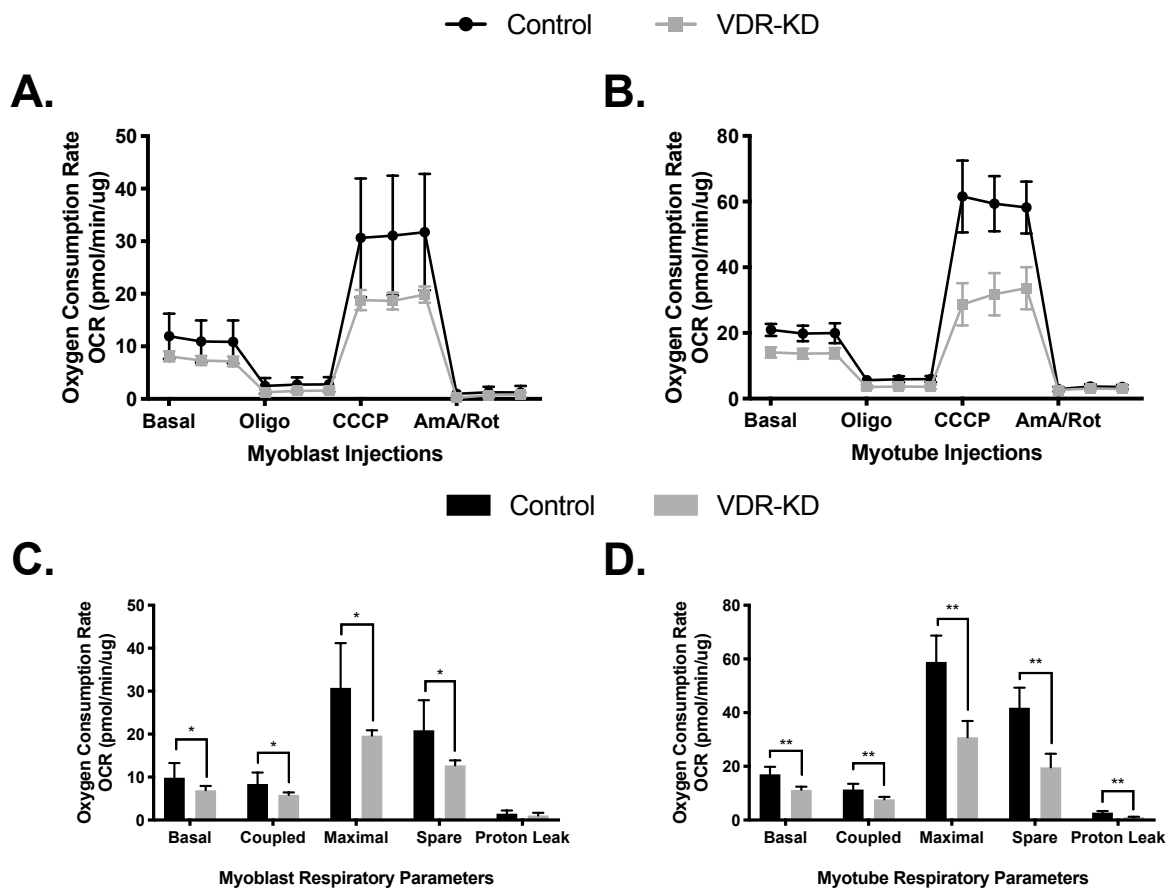 Control VDR-KD
A.
B.
Oxygen Consumption Rate
OCR (pmol/min/ug)
50
40
30
20
10
0
Basal Oligo CCCP AmA/Rot
Myoblast Injections
Oxygen Consumption Rate
OCR (pmol/min/ug)
80
60
40
20
0
Basal Oligo CCCP AmA/Rot
Myotube Injections
Control VDR-KD
C.
D.
Oxygen Consumption Rate
OCR (pmol/min/ug)
50
40
30
20
10
0
* * * *
Basal Coupled Maximal Spare Proton Leak
Myoblast Respiratory Parameters
Oxygen Consumption Rate
OCR (pmol/min/ug)
80
60
40
20
0
** ** ** ** **
Basal Coupled Maximal Spare Proton Leak
Myotube Respiratory Parameters